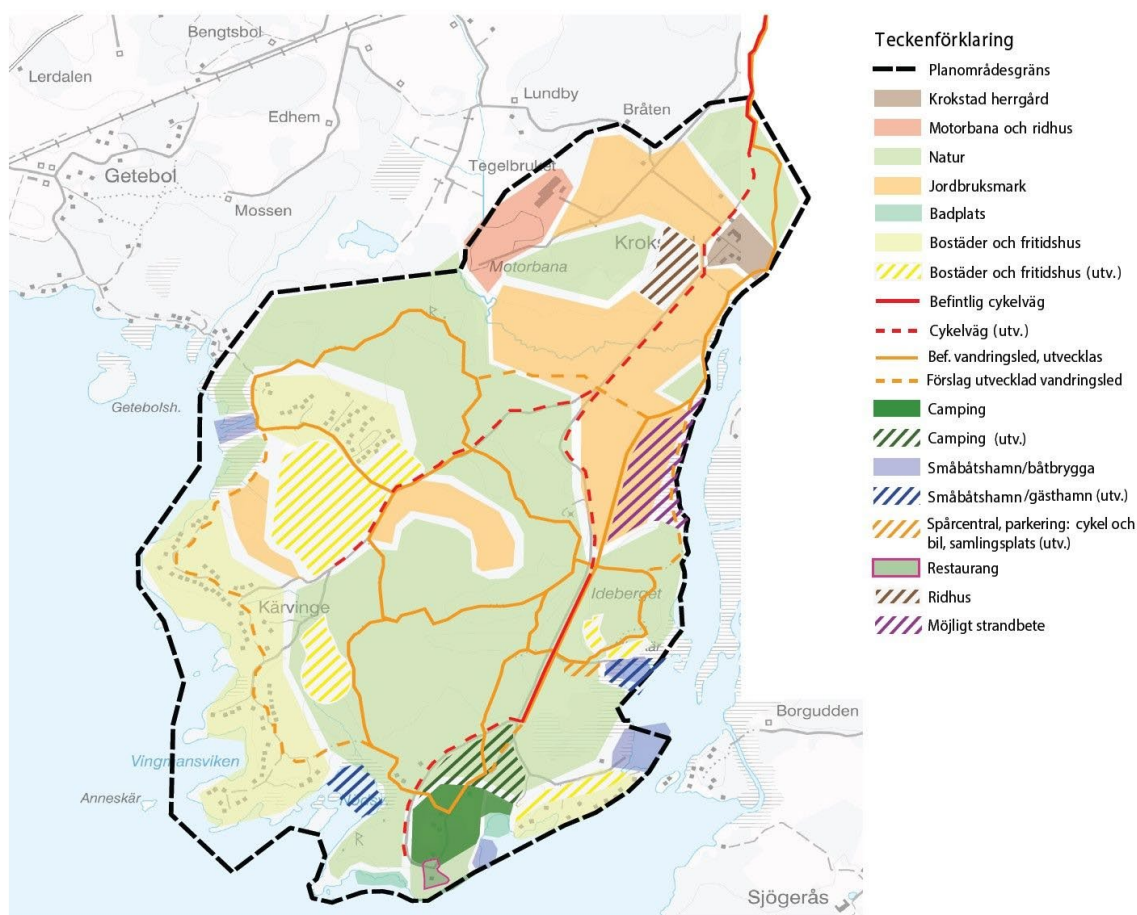 Bengtsbol
Lerdalen
Lundby
Edhem
Bråten
Tegelbruket
Getebol
Mossen
Motorbana
Getebolsh.
Kärvinge
Ideberget
Borgudden
Vingmansviken
Anneskär
Sjögerås
Teckenförklaring
Planområdesgräns
Krokstad herrgård
Motorbana och ridhus
Natur
Jordbruksmark
Badplats
Bostäder och fritidshus
Bostäder och fritidshus (utv.)
Befintlig cykelväg
Cykelväg (utv.)
Bef. vandringsled, utvecklas
Förslag utvecklad vandringsled
Camping
Camping (utv.)
Småbåtshamn/båtbrygga
Småbåtshamn/gästhamn (utv.)
Spårcentral, parkering: cykel och
bil, samlingsplats (utv.)
Restaurang
Ridhus
Möjligt strandbete